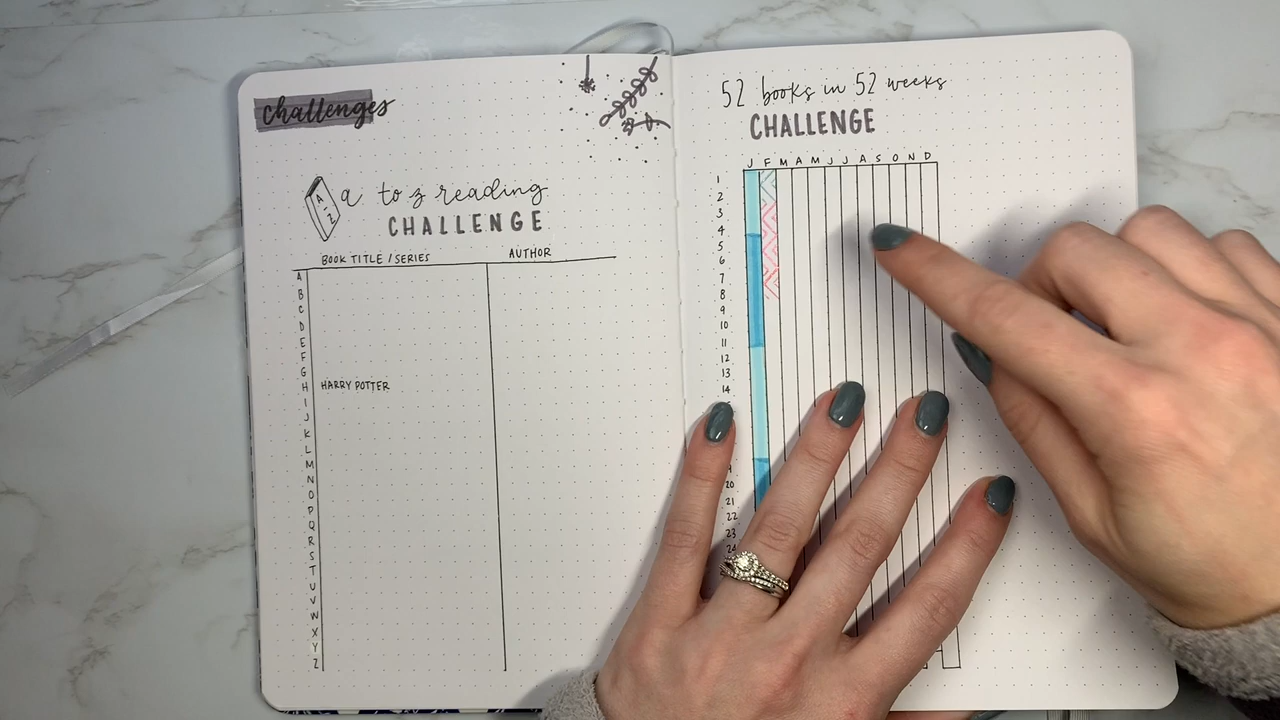 challenges
A-Z
a to z reading
CHALLENGE
BOOK TITLE / SERIES AUTHOR
A
B
C
D
E
F
G
H HARRY POTTER
I
J
K
L
M
N
O
P
Q
R
S
T
U
V
W
X
Y
Z
52 books in 52 weeks
CHALLENGE
J F M A M J J A S O N D
1
2
3
4
5
6
7
8
9
10
11
12
13
14
20
21
22
23